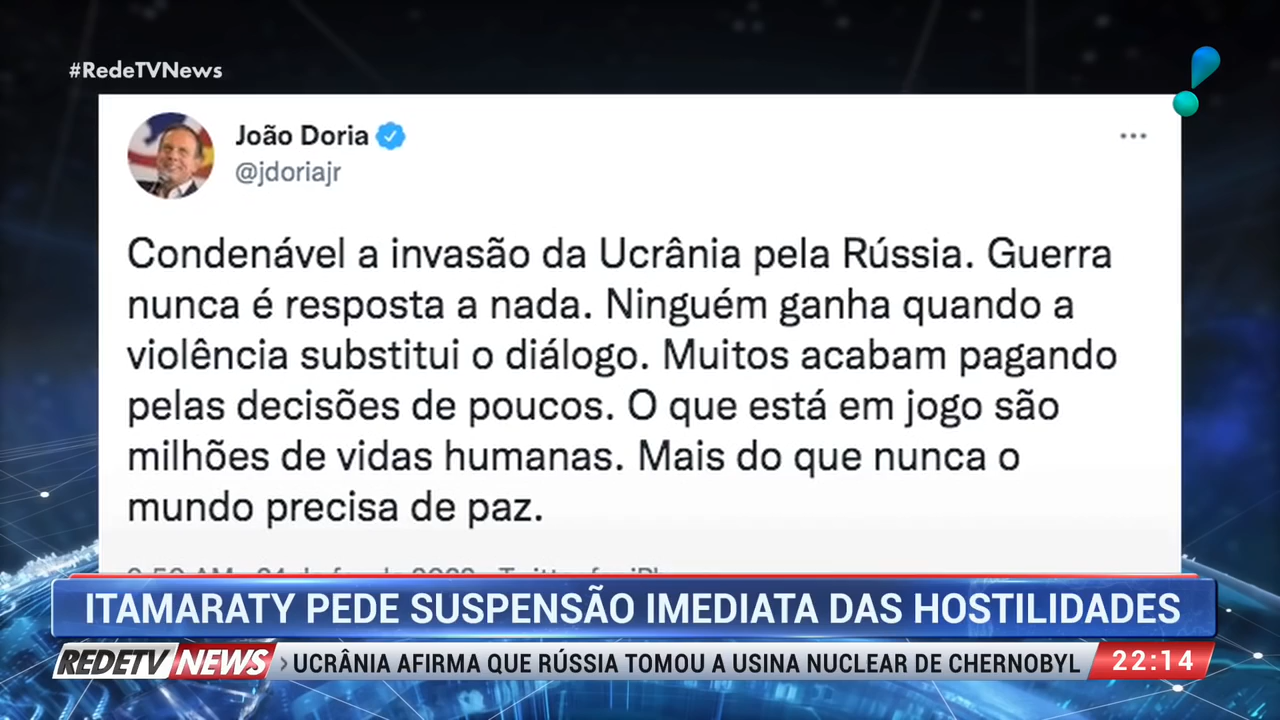 #RedeTVNews
João Doria
@jdoriajr
Condenável a invasão da Ucrânia pela Rússia. Guerra
nunca é resposta a nada. Ninguém ganha quando a
violência substitui o diálogo. Muitos acabam pagando
pelas decisões de poucos. O que está em jogo são
milhões de vidas humanas. Mais do que nunca o
mundo precisa de paz.
ITAMARATY PEDE SUSPENSÃO IMEDIATA DAS HOSTILIDADES
REDETV NEWS › UCRÂNIA AFIRMA QUE RÚSSIA TOMOU A USINA NUCLEAR DE CHERNOBYL 22:14